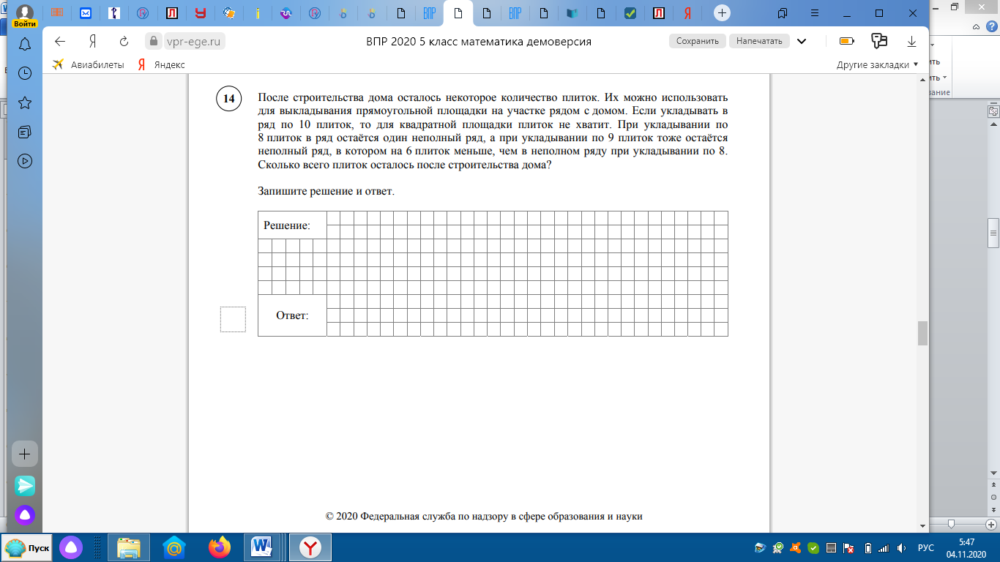 Войти
vpr-ege.ru
ВПР 2020 5 класс математика демоверсия
Сохранить
Напечатать
Авиабилеты
Яндекс
Другие закладки
14
После строительства дома осталось некоторое количество плиток. Их можно использовать
для выкладывания прямоугольной площадки на участке рядом с домом. Если укладывать в
ряд по 10 плиток, то для квадратной площадки плиток не хватит. При укладывании по
8 плиток в ряд остаётся один неполный ряд, а при укладывании по 9 плиток тоже остаётся
неполный ряд, в котором на 6 плиток меньше, чем в неполном ряду при укладывании по 8.
Сколько всего плиток осталось после строительства дома?
Запишите решение и ответ.
Решение:
Ответ:
© 2020 Федеральная служба по надзору в сфере образования и науки
Пуск
РУС
5:47
04.11.2020